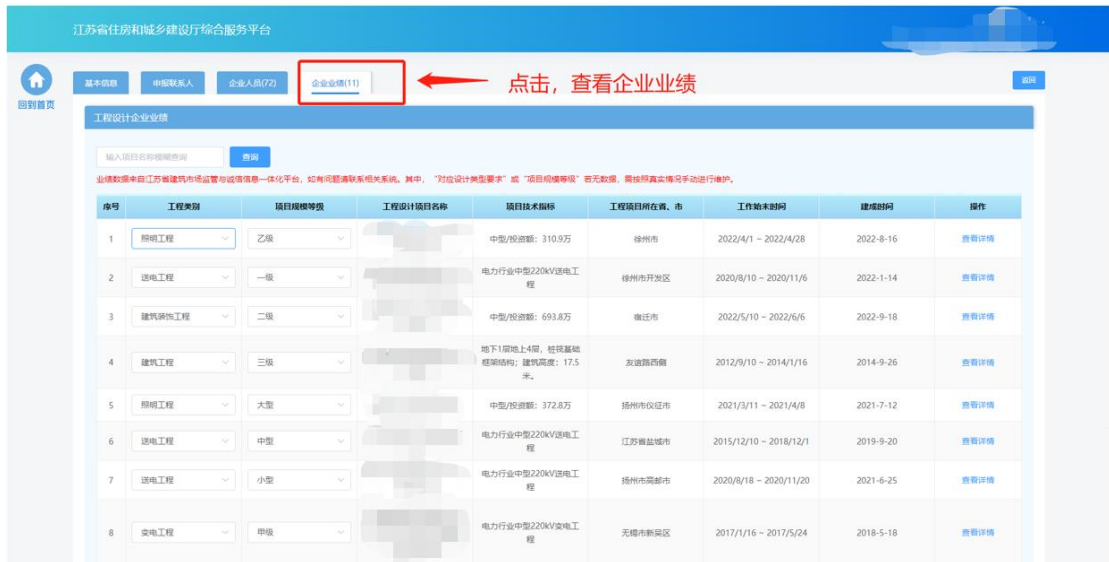 江苏省住房和城乡建设厅综合服务平台
回到首页
基本信息 申报联系人 企业人员(72) 企业业绩(11) 点击，查看企业业绩 返回
工程设计企业业绩
输入项目名称模糊查询 查询
业绩数据来自江苏省建筑市场监管与诚信信息一体化平台，如有问题请联系相关系统。其中，“对应设计类型要求”或“项目规模等级”若无数据，需按照真实情况手动进行维护。
序号 工程类别 项目规模等级 工程设计项目名称 项目技术指标 工程项目所在省、市 工作始末时间 建成时间 操作
1 照明工程 乙级 中型/投资额：310.9万 徐州市 2022/4/1 ~ 2022/4/28 2022-8-16 查看详情
2 送电工程 一级 电力行业中型220kV送电工程 徐州市开发区 2020/8/10 ~ 2020/11/6 2022-1-14 查看详情
3 建筑装饰工程 二级 中型/投资额：693.8万 宿迁市 2022/5/10 ~ 2022/6/6 2022-9-18 查看详情
4 建筑工程 三级 地下1层地上4层，桩筏基础框架结构；建筑高度：17.5米。 友谊路西侧 2012/9/10 ~ 2014/1/16 2014-9-26 查看详情
5 照明工程 大型 中型/投资额：372.8万 扬州市仪征市 2021/3/11 ~ 2021/4/8 2021-7-12 查看详情
6 送电工程 中型 电力行业中型220kV送电工程 江苏省盐城市 2015/12/10 ~ 2018/12/1 2019-9-20 查看详情
7 送电工程 小型 电力行业中型220kV送电工程 扬州市高邮市 2020/8/18 ~ 2020/11/20 2021-6-25 查看详情
8 变电工程 甲级 电力行业中型220kV变电工程 无锡市新吴区 2017/1/16 ~ 2017/5/24 2018-5-18 查看详情